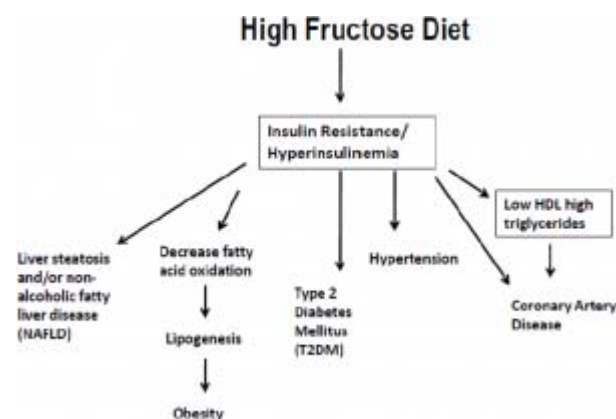 High Fructose Diet
Insulin Resistance/
Hyperinsulinemia
Low HDL high
triglycerides
Liver steatosis
and/or non-
alcoholic fatty
liver disease
(NAFLD)
Decrease fatty
acid oxidation
Lipogenesis
Obesity
Type 2
Diabetes
Mellitus
(T2DM)
Hypertension
Coronary Artery
Disease